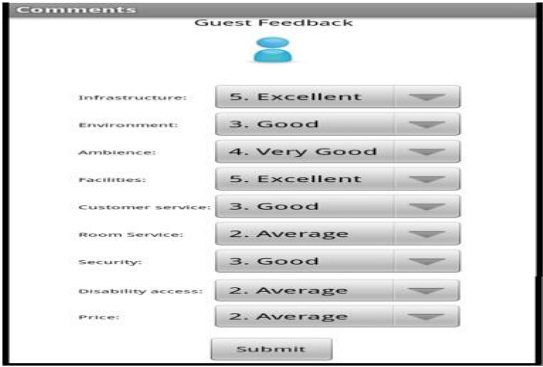 Comments
Guest Feedback
Infrastructure: 5. Excellent
Environment: 3. Good
Ambience: 4. Very Good
Facilities: 5. Excellent
Customer service: 3. Good
Room Service: 2. Average
Security: 3. Good
Disability access: 2. Average
Price: 2. Average
Submit